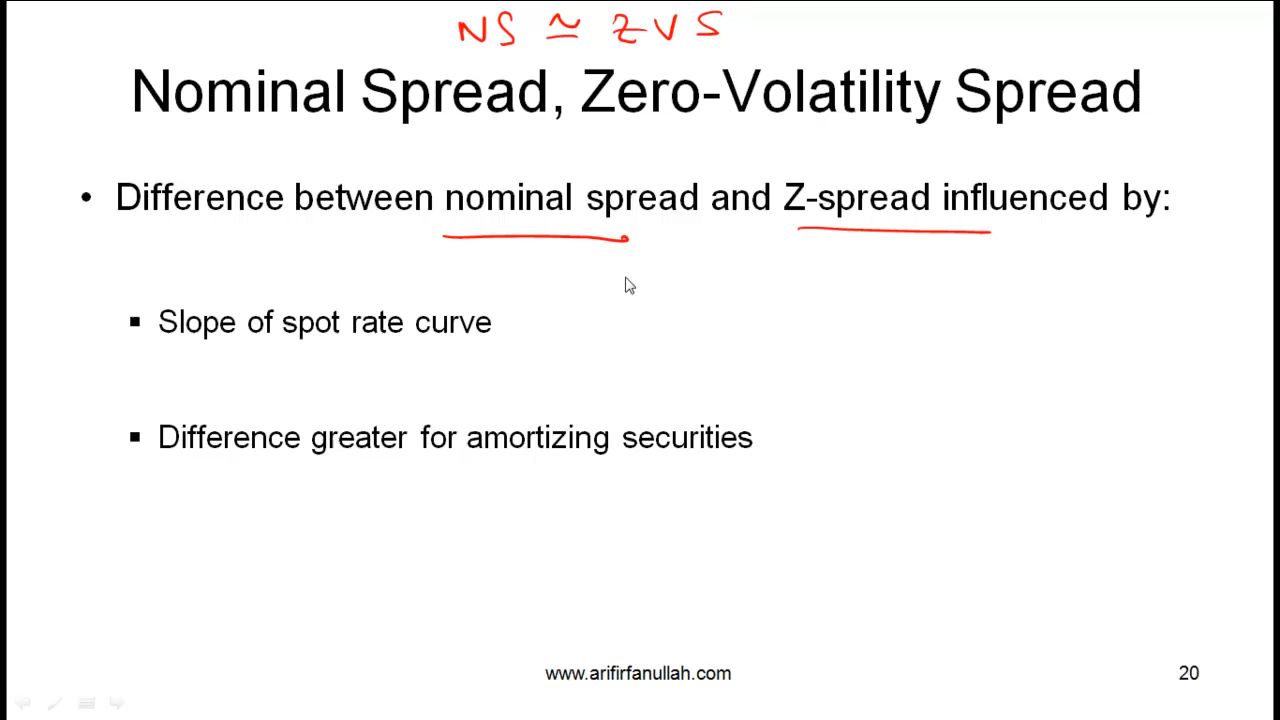 NS ≅ ZVS
Nominal Spread, Zero-Volatility Spread
• Difference between nominal spread and Z-spread influenced by:
▪ Slope of spot rate curve
▪ Difference greater for amortizing securities
www.arifirfanullah.com
20